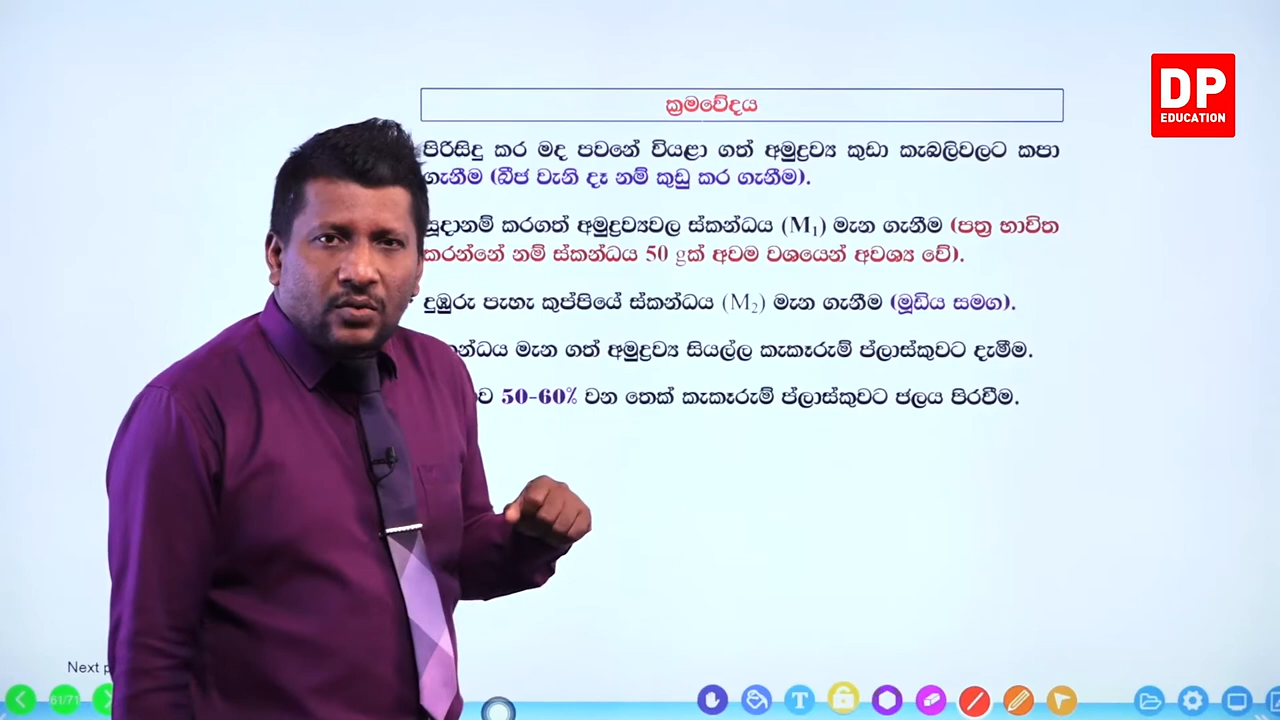 DP
EDUCATION
ක්‍රමවේදය
පිරිසිදු කර මද පවනේ වියළා ගත් අමුද්‍රව්‍ය කුඩා කැබලිවලට කපා
ගැනීම (බීජ වැනි දෑ නම් කුඩු කර ගැනීම).
සූදානම් කරගත් අමුද්‍රව්‍යවල ස්කන්ධය (M₁) මැන ගැනීම (පත්‍ර භාවිත
කරන්නේ නම් ස්කන්ධය 50 gක් අවම වශයෙන් අවශ්‍ය වේ).
දුඹුරු පැහැ කුප්පියේ ස්කන්ධය (M₂) මැන ගැනීම (මූඩිය සමග).
මැන ගත් අමුද්‍රව්‍ය සියල්ල කැකෑරුම් ප්ලාස්කුවට දැමීම.
50-60% වන තෙක් කැකෑරුම් ප්ලාස්කුවට ජලය පිරවීම.
Next
61/71
T